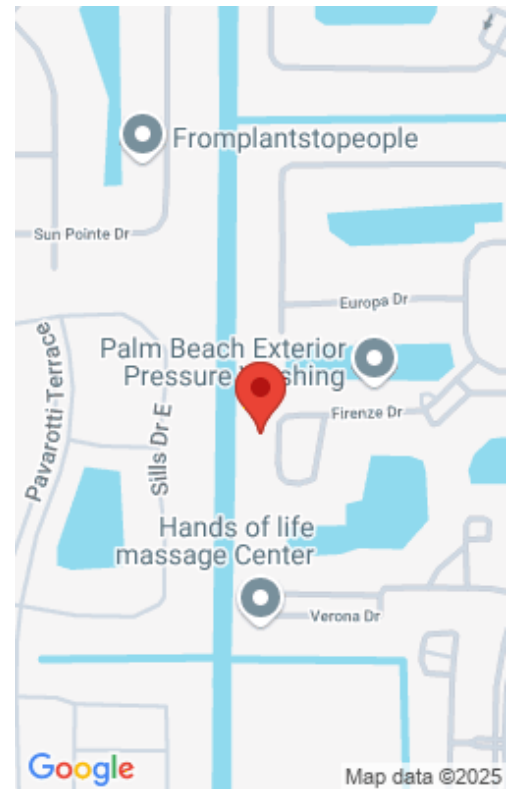 Fromplantstopeople
Sun Pointe Dr
Europa Dr
Pavarotti Terrace
Sills Dr E
Palm Beach Exterior
Pressure
Firenze Dr
Hands of life
massage Center
Verona Dr
Google
Map data ©2025